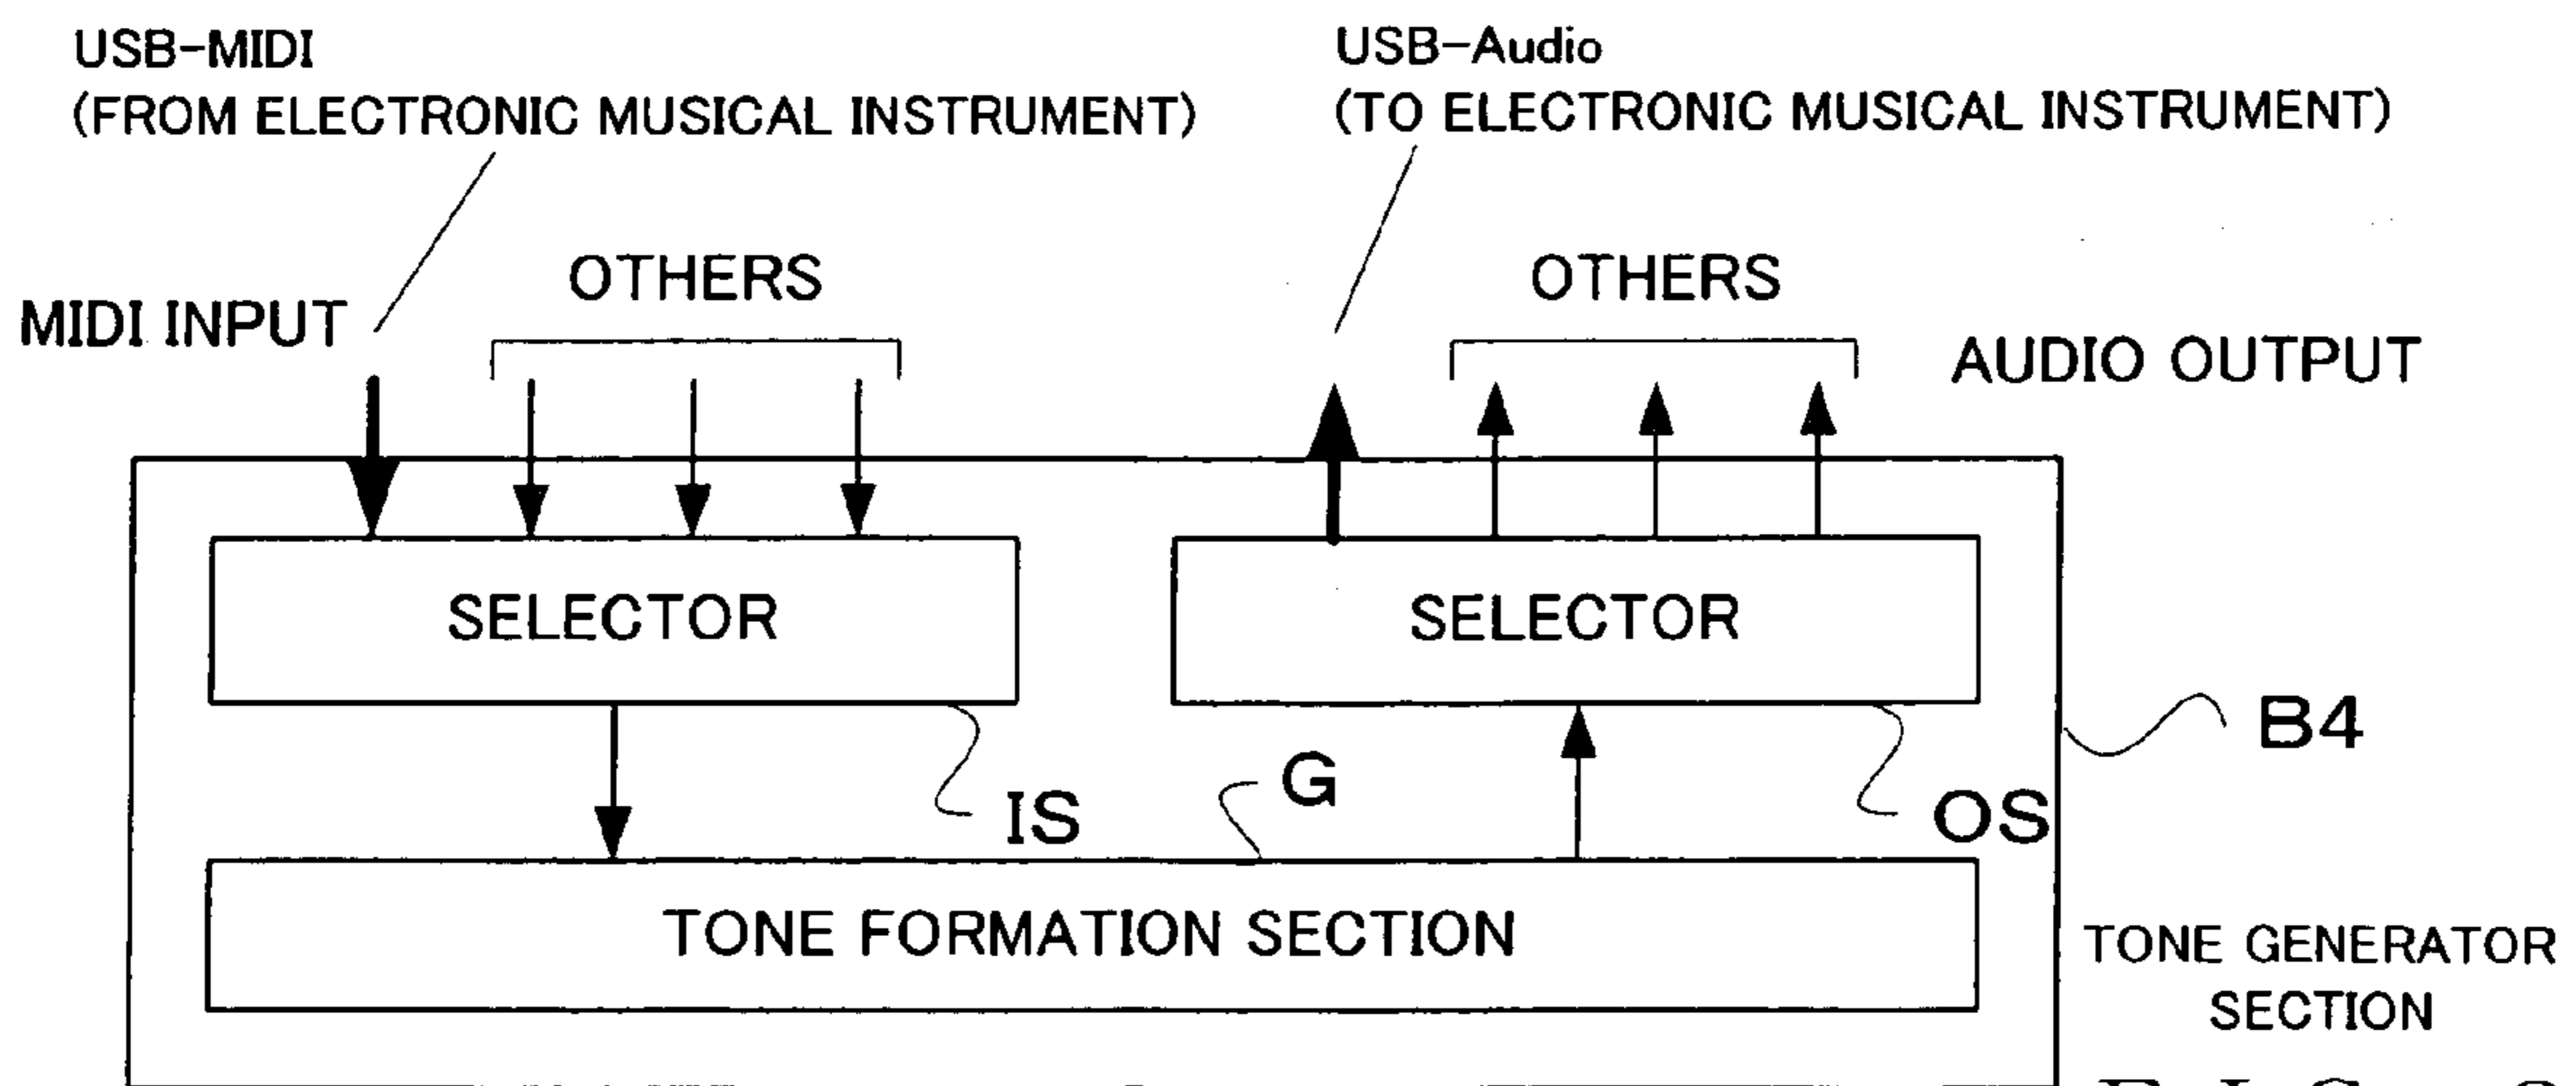 USB-MIDI
(FROM ELECTRONIC MUSICAL INSTRUMENT)
USB-Audio
(TO ELECTRONIC MUSICAL INSTRUMENT)
MIDI INPUT
OTHERS
OTHERS
AUDIO OUTPUT
SELECTOR
SELECTOR
B4
IS
G
OS
TONE FORMATION SECTION
TONE GENERATOR
SECTION